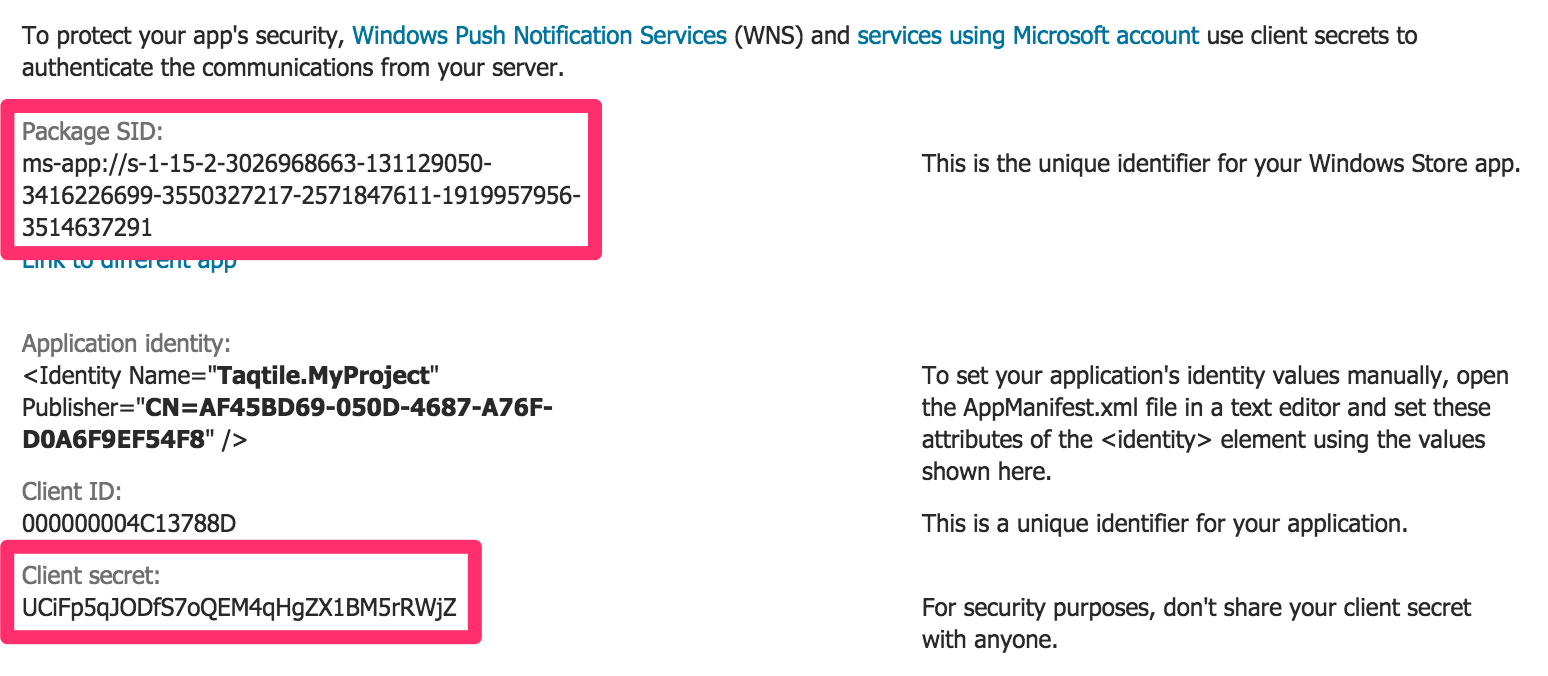 To protect your app's security, Windows Push Notification Services (WNS) and services using Microsoft account use client secrets to
authenticate the communications from your server.
Package SID:
ms-app://s-1-15-2-3026968663-131129050-
3416226699-3550327217-2571847611-1919957956-
3514637291
This is the unique identifier for your Windows Store app.
Link to different app
Application identity:
<Identity Name="Taqtile.MyProject"
Publisher="CN=AF45BD69-050D-4687-A76F-
D0A6F9EF54F8" />
To set your application's identity values manually, open
the AppManifest.xml file in a text editor and set these
attributes of the <identity> element using the values
shown here.
Client ID:
000000004C13788D
This is a unique identifier for your application.
Client secret:
UCiFp5qJODfS7oQEM4qHgZX1BM5rRWjZ
For security purposes, don't share your client secret
with anyone.